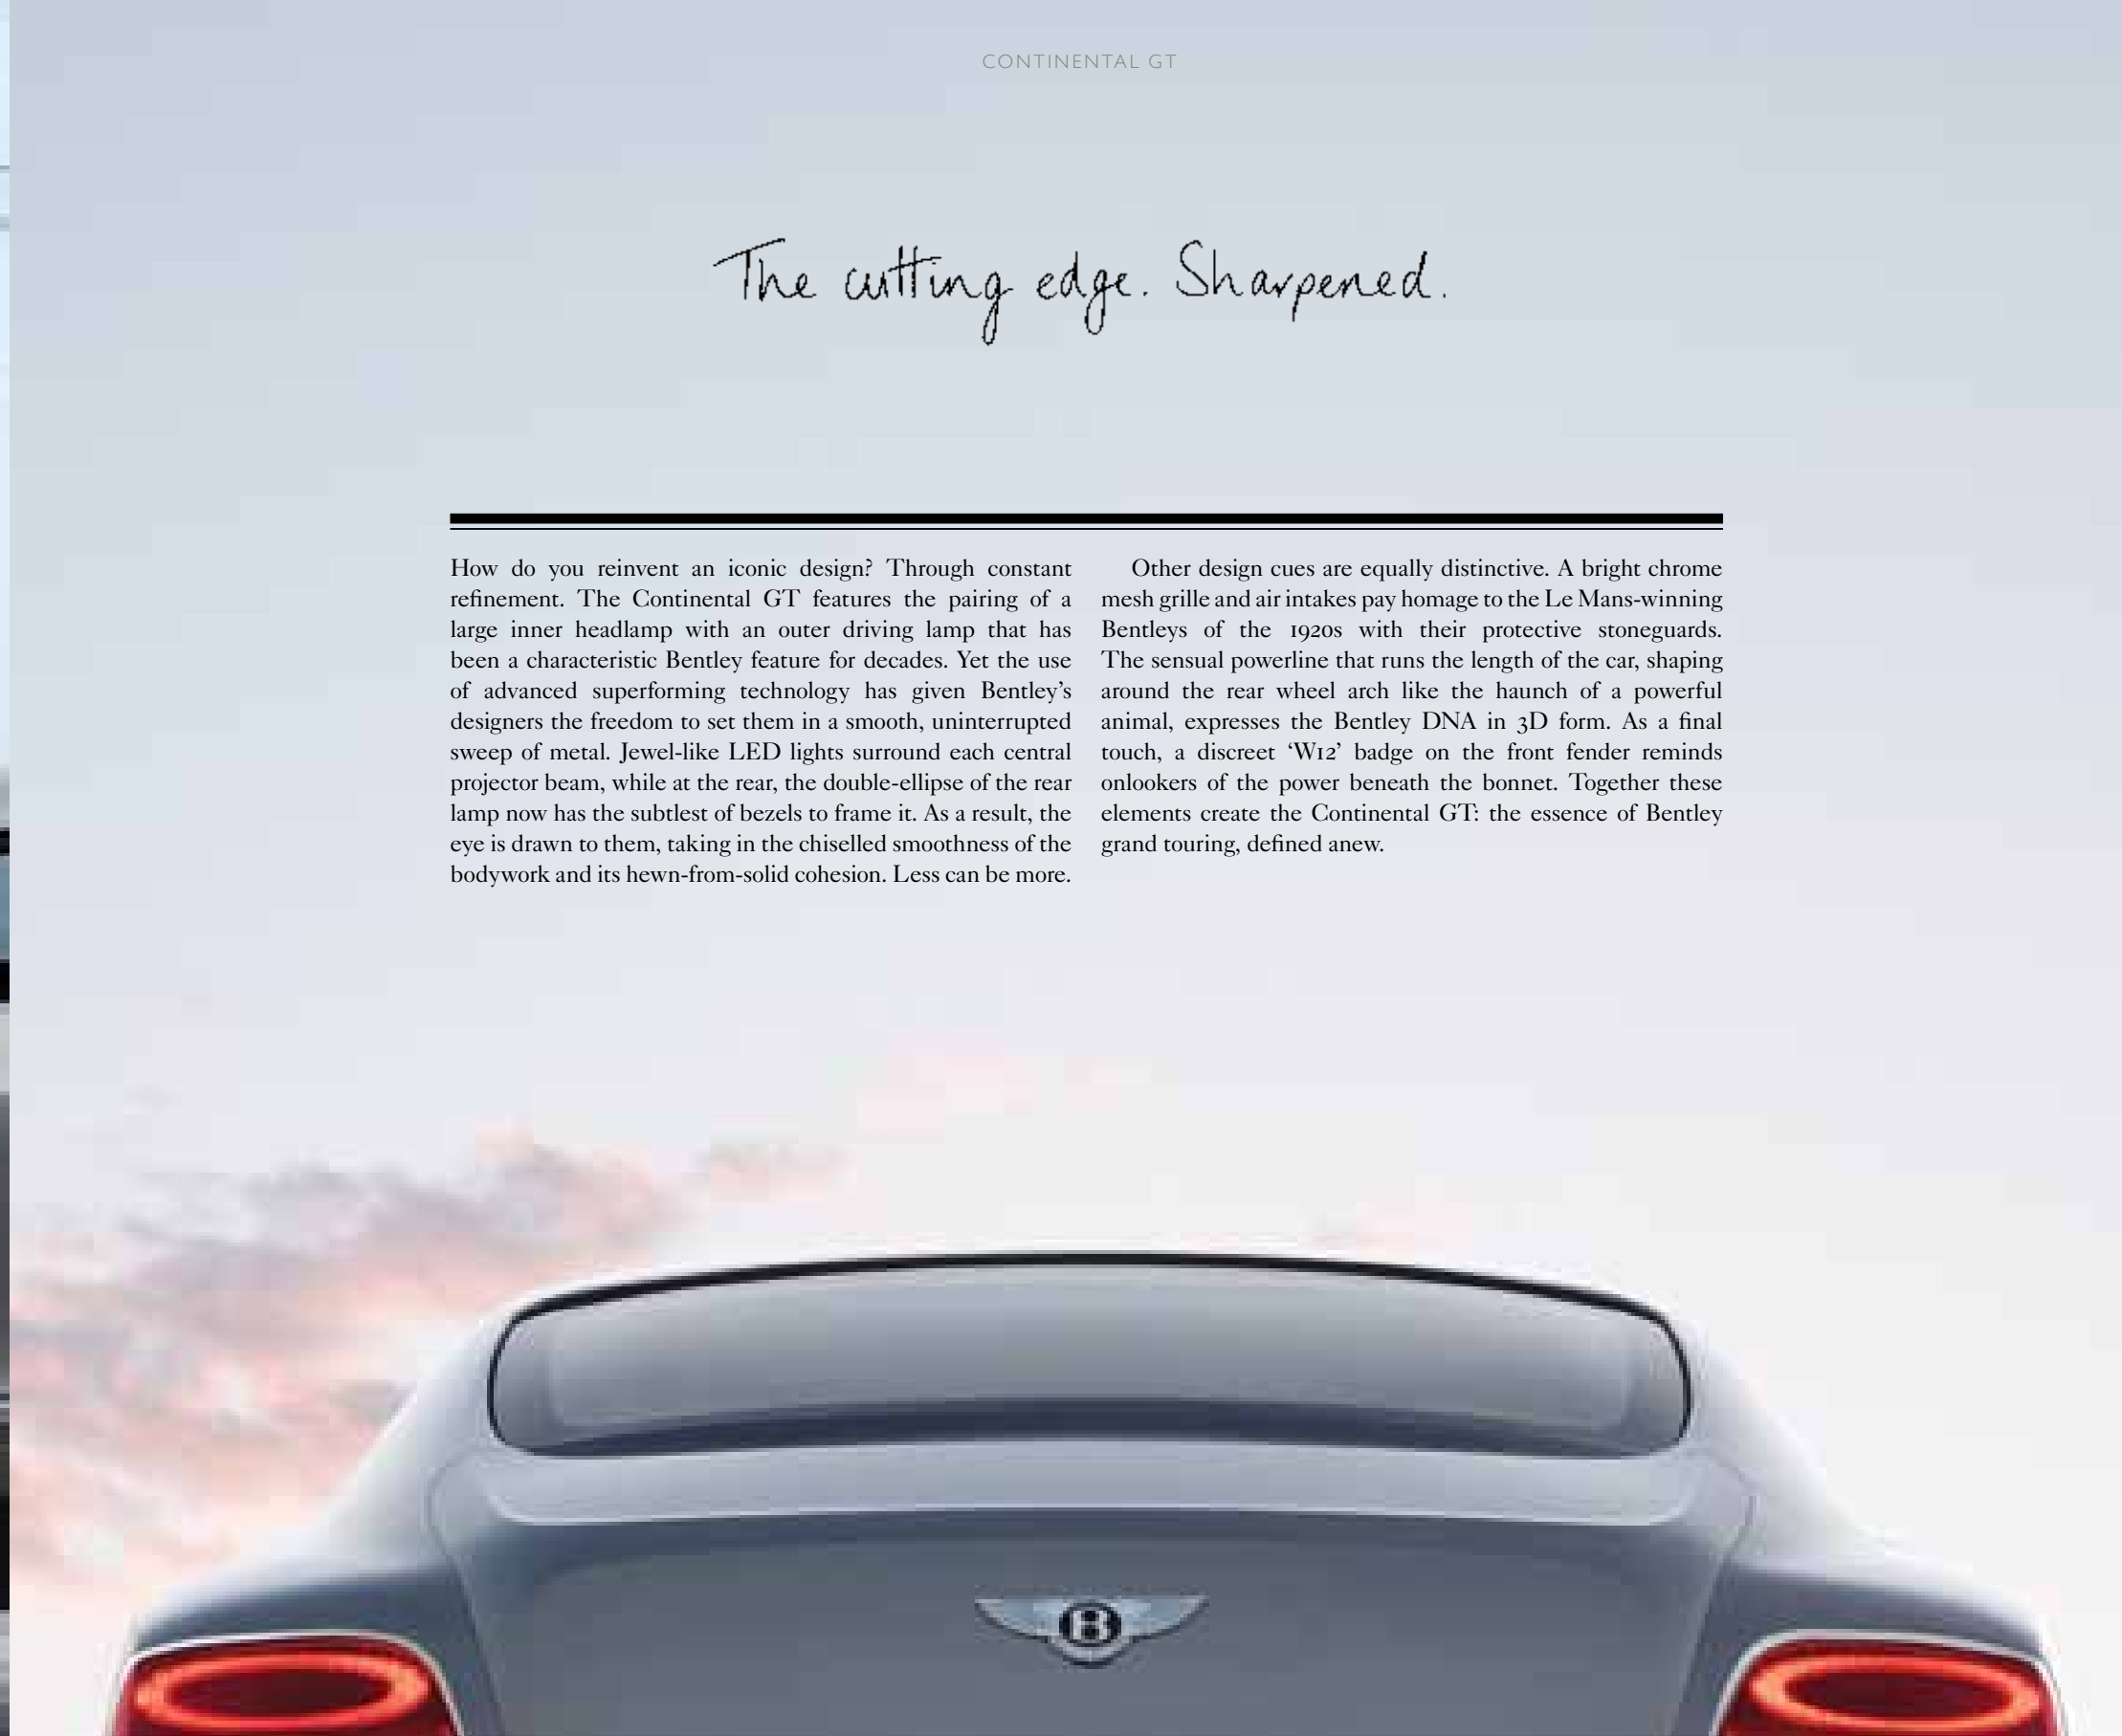 CONTINENTAL GT
The cutting edge. Sharpened.
How do you reinvent an iconic design? Through constant
refinement. The Continental GT features the pairing of a
large inner headlamp with an outer driving lamp that has
been a characteristic Bentley feature for decades. Yet the use
of advanced superforming technology has given Bentley’s
designers the freedom to set them in a smooth, uninterrupted
sweep of metal. Jewel-like LED lights surround each central
projector beam, while at the rear, the double-ellipse of the rear
lamp now has the subtlest of bezels to frame it. As a result, the
eye is drawn to them, taking in the chiselled smoothness of the
bodywork and its hewn-from-solid cohesion. Less can be more.
Other design cues are equally distinctive. A bright chrome
mesh grille and air intakes pay homage to the Le Mans-winning
Bentleys of the 1920s with their protective stoneguards.
The sensual powerline that runs the length of the car, shaping
around the rear wheel arch like the haunch of a powerful
animal, expresses the Bentley DNA in 3D form. As a final
touch, a discreet ‘W12’ badge on the front fender reminds
onlookers of the power beneath the bonnet. Together these
elements create the Continental GT: the essence of Bentley
grand touring, defined anew.
B